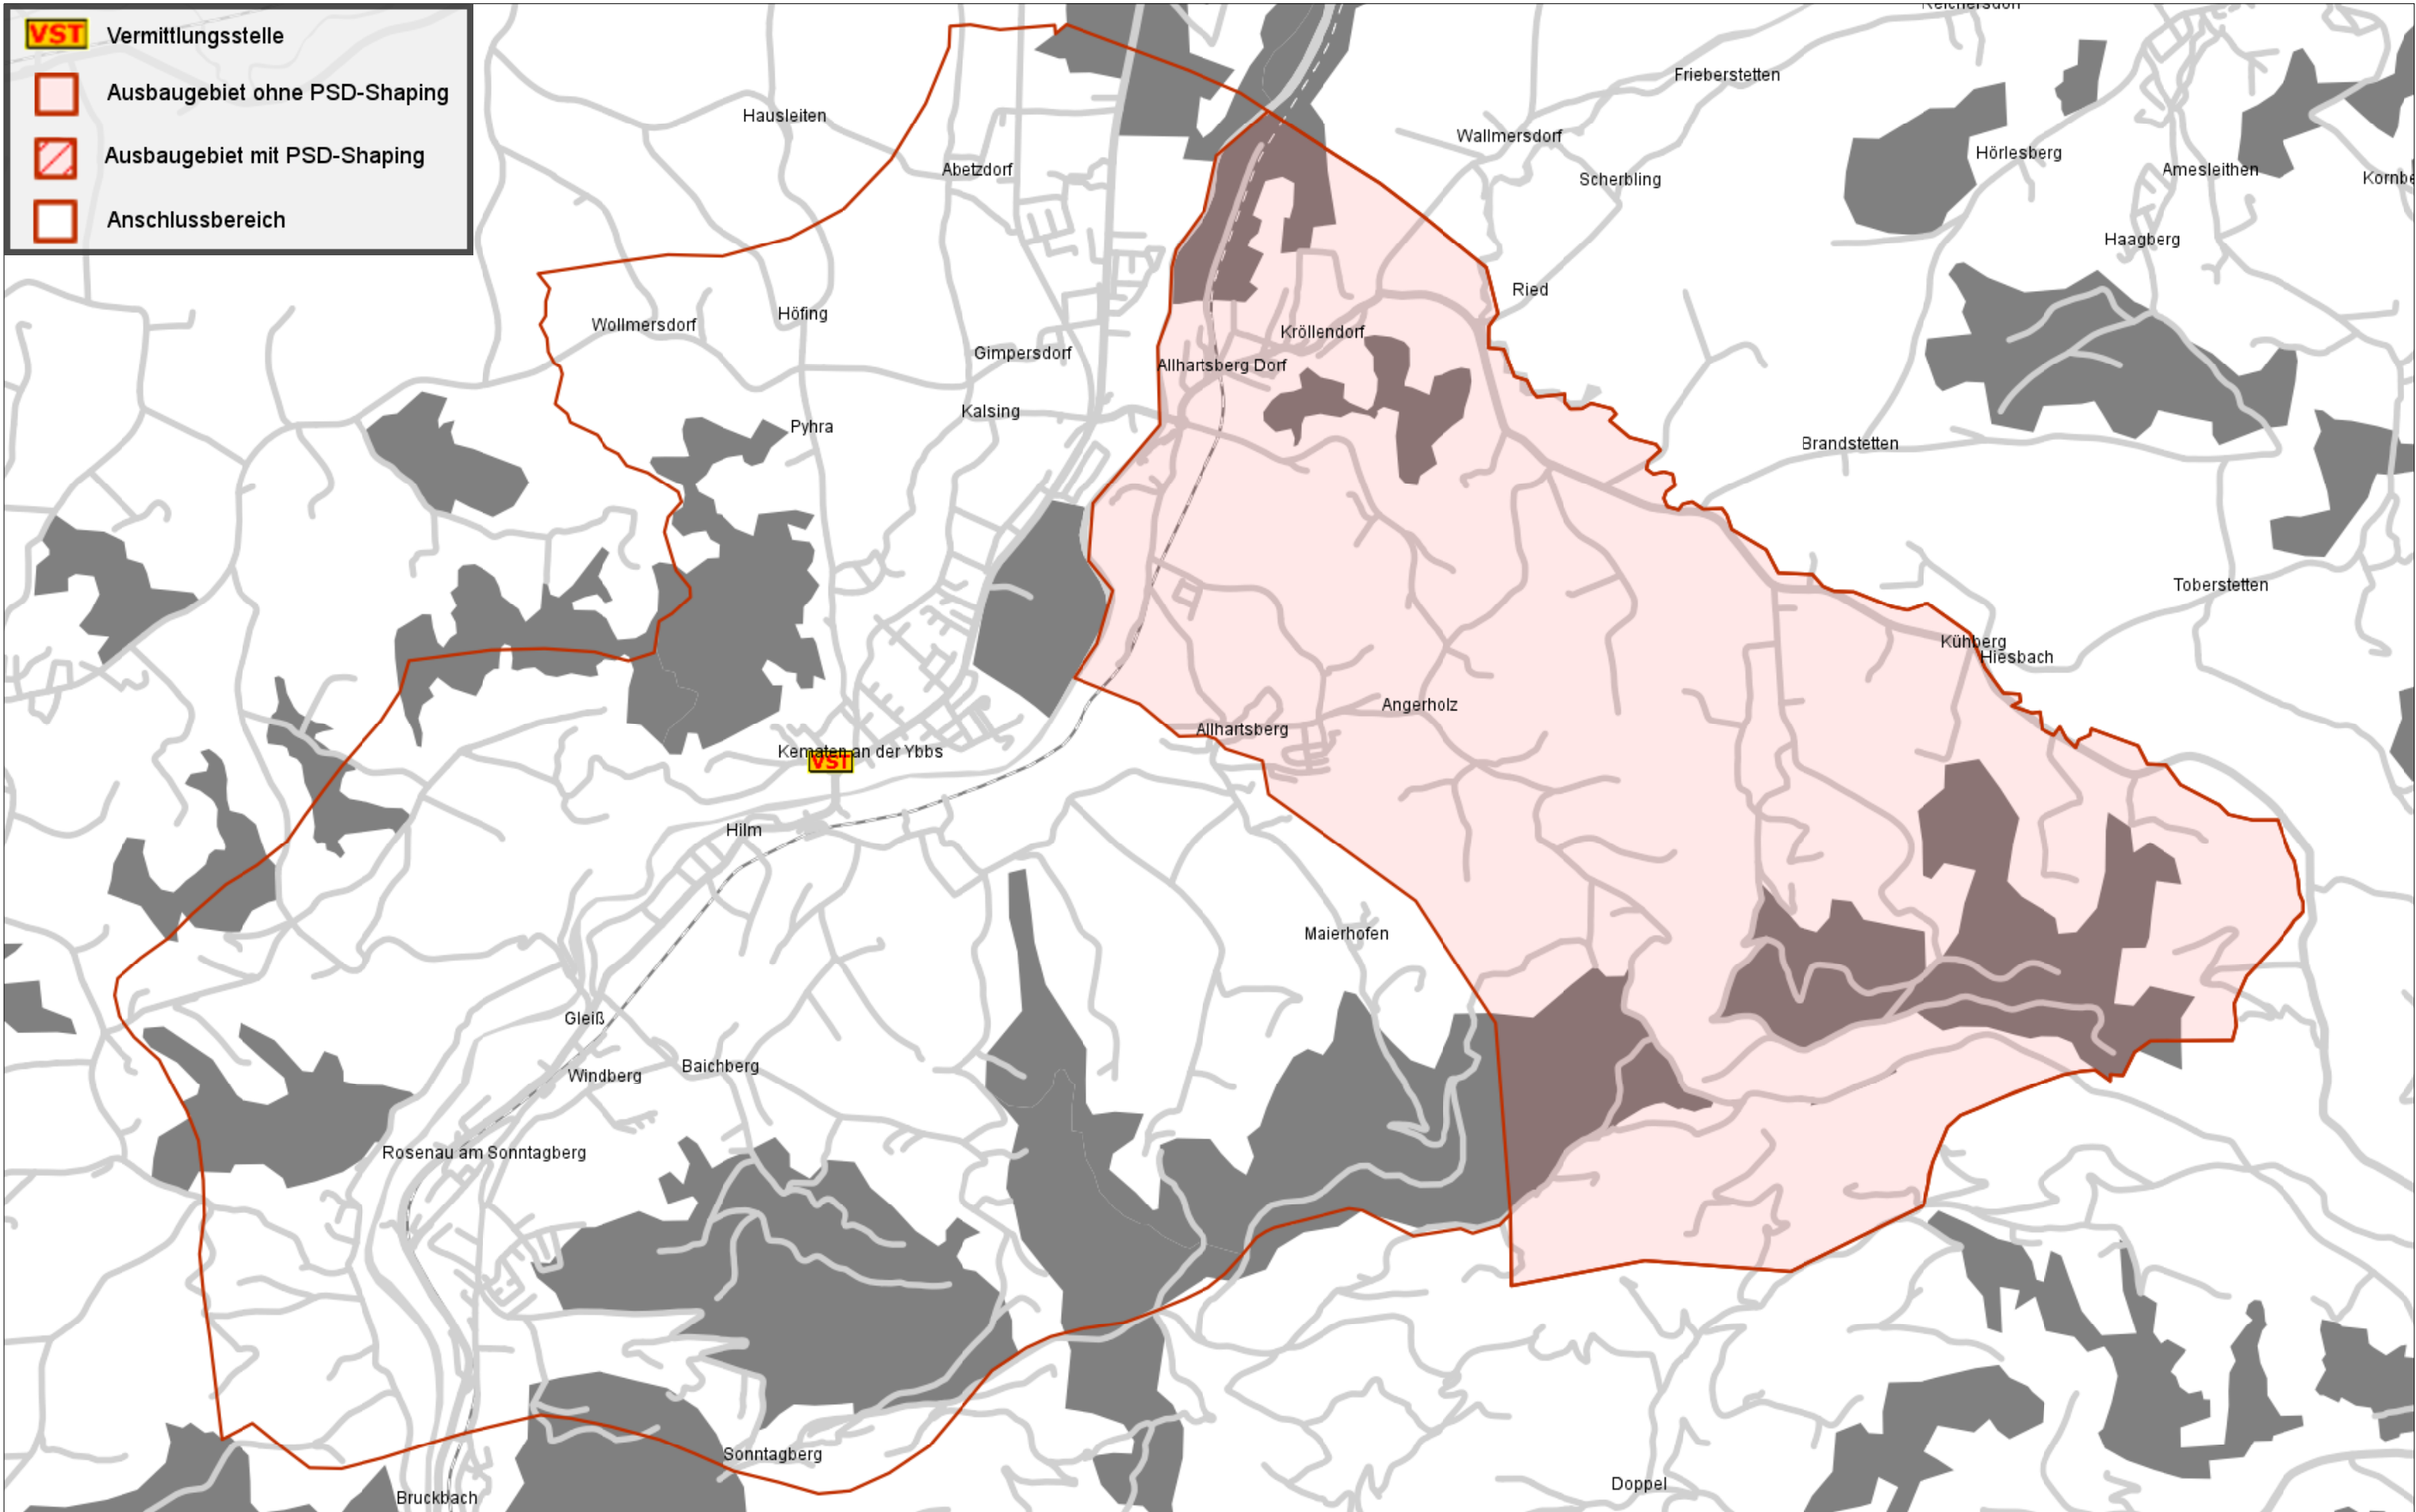 VST Vermittlungsstelle
Ausbaugebiet ohne PSD-Shaping
Ausbaugebiet mit PSD-Shaping
Anschlussbereich
Frieberstetten
Hausleiten
Wallmersdorf
Hörlesberg
Abetzdorf
Amesleithen
Scherbling
Haagberg
Ried
Höfing
Wollmersdorf
Kröllendorf
Gimpersdorf
Allhartsberg Dorf
Kalsing
Pyhra
Brandstetten
Toberstetten
Kühberg
Hiesbach
Angerholz
Allhartsberg
Kematen an der Ybbs
VST
Hilm
Maierhofen
Gleiß
Baichberg
Windberg
Rosenau am Sonntagberg
Sonntagberg
Doppel
Bruckbach